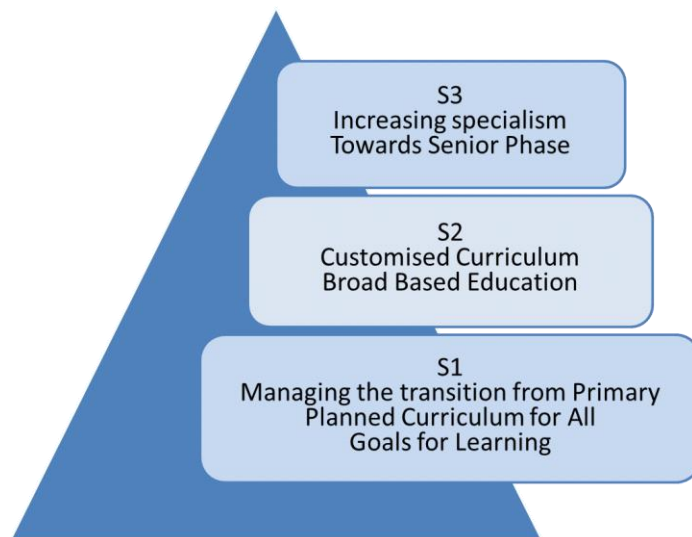 S3
Increasing specialism
Towards Senior Phase
S2
Customised Curriculum
Broad Based Education
S1
Managing the transition from Primary
Planned Curriculum for All
Goals for Learning